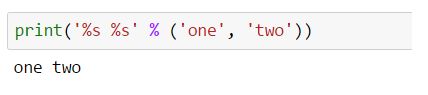 print('%s %s' % ('one', 'two'))
one two